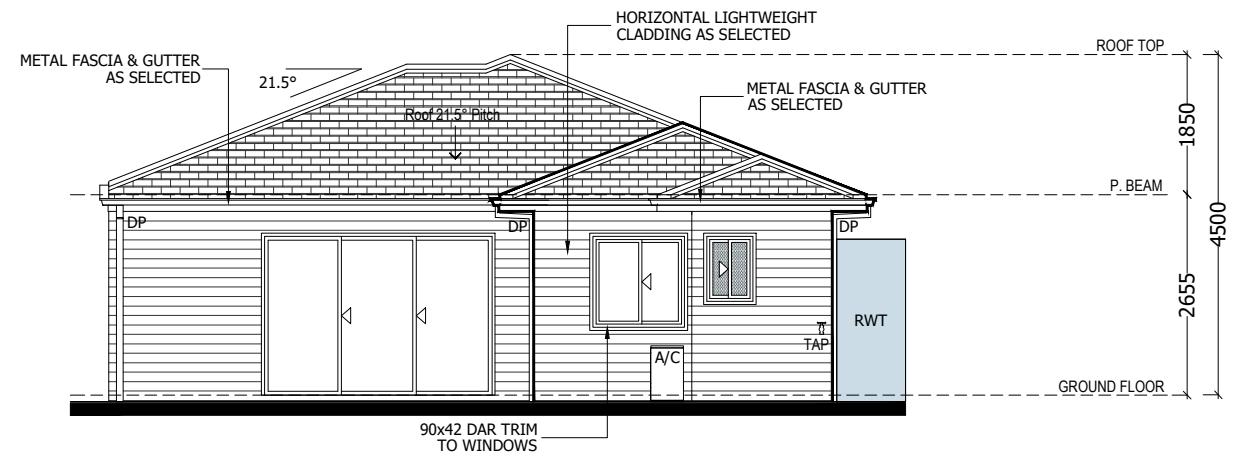 HORIZONTAL LIGHTWEIGHT
CLADDING AS SELECTED
ROOF TOP
METAL FASCIA & GUTTER
AS SELECTED
21.5°
METAL FASCIA & GUTTER
AS SELECTED
Roof 21.5° Pitch
1850
P. BEAM
DP
DP
DP
4500
2655
RWT
TAP
A/C
GROUND FLOOR
90x42 DAR TRIM
TO WINDOWS